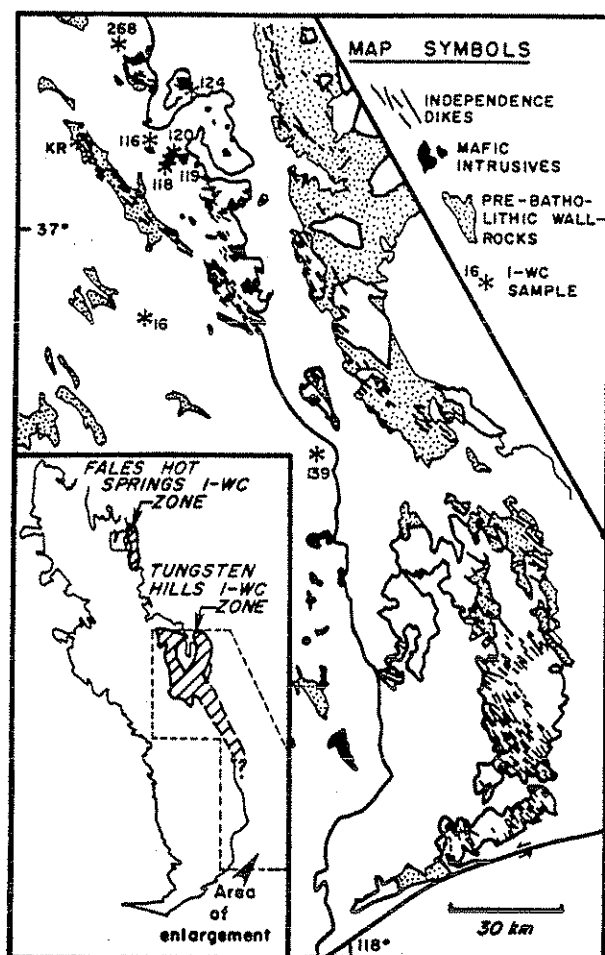 268
MAP SYMBOLS
124
INDEPENDENCE
DIKES
116
120
KR
118
119
MAFIC
INTRUSIVES
PRE-BATHO-
LITHIC WALL-
ROCKS
37°
16
I-WC
SAMPLE
16
139
FALES HOT
SPRINGS I-WC
ZONE
TUNGSTEN
HILLS I-WC
ZONE
Area
of
enlargement
118°
30 km